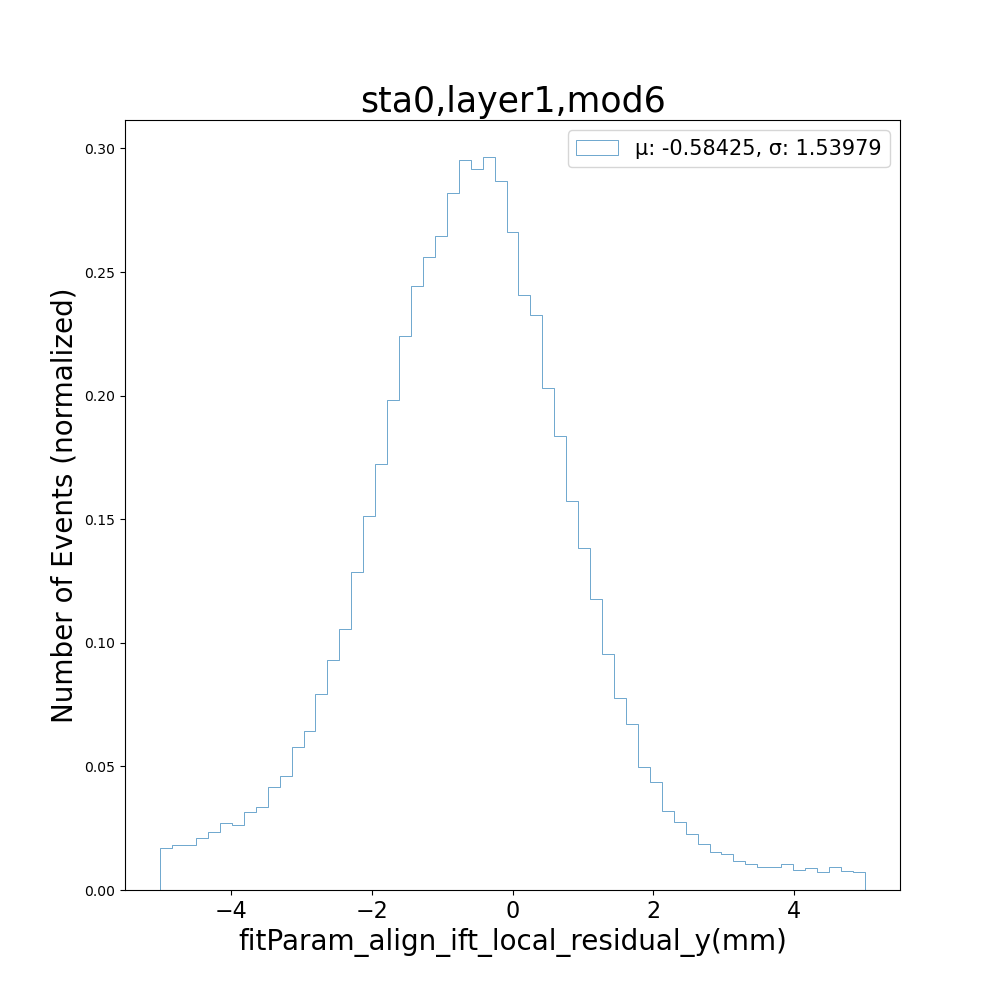 sta0,layer1,mod6
μ: -0.58425, σ: 1.53979
0.30
0.25
0.20
0.15
0.10
0.05
0.00
Number of Events (normalized)
−4 −2 0 2 4
fitParam_align_ift_local_residual_y(mm)